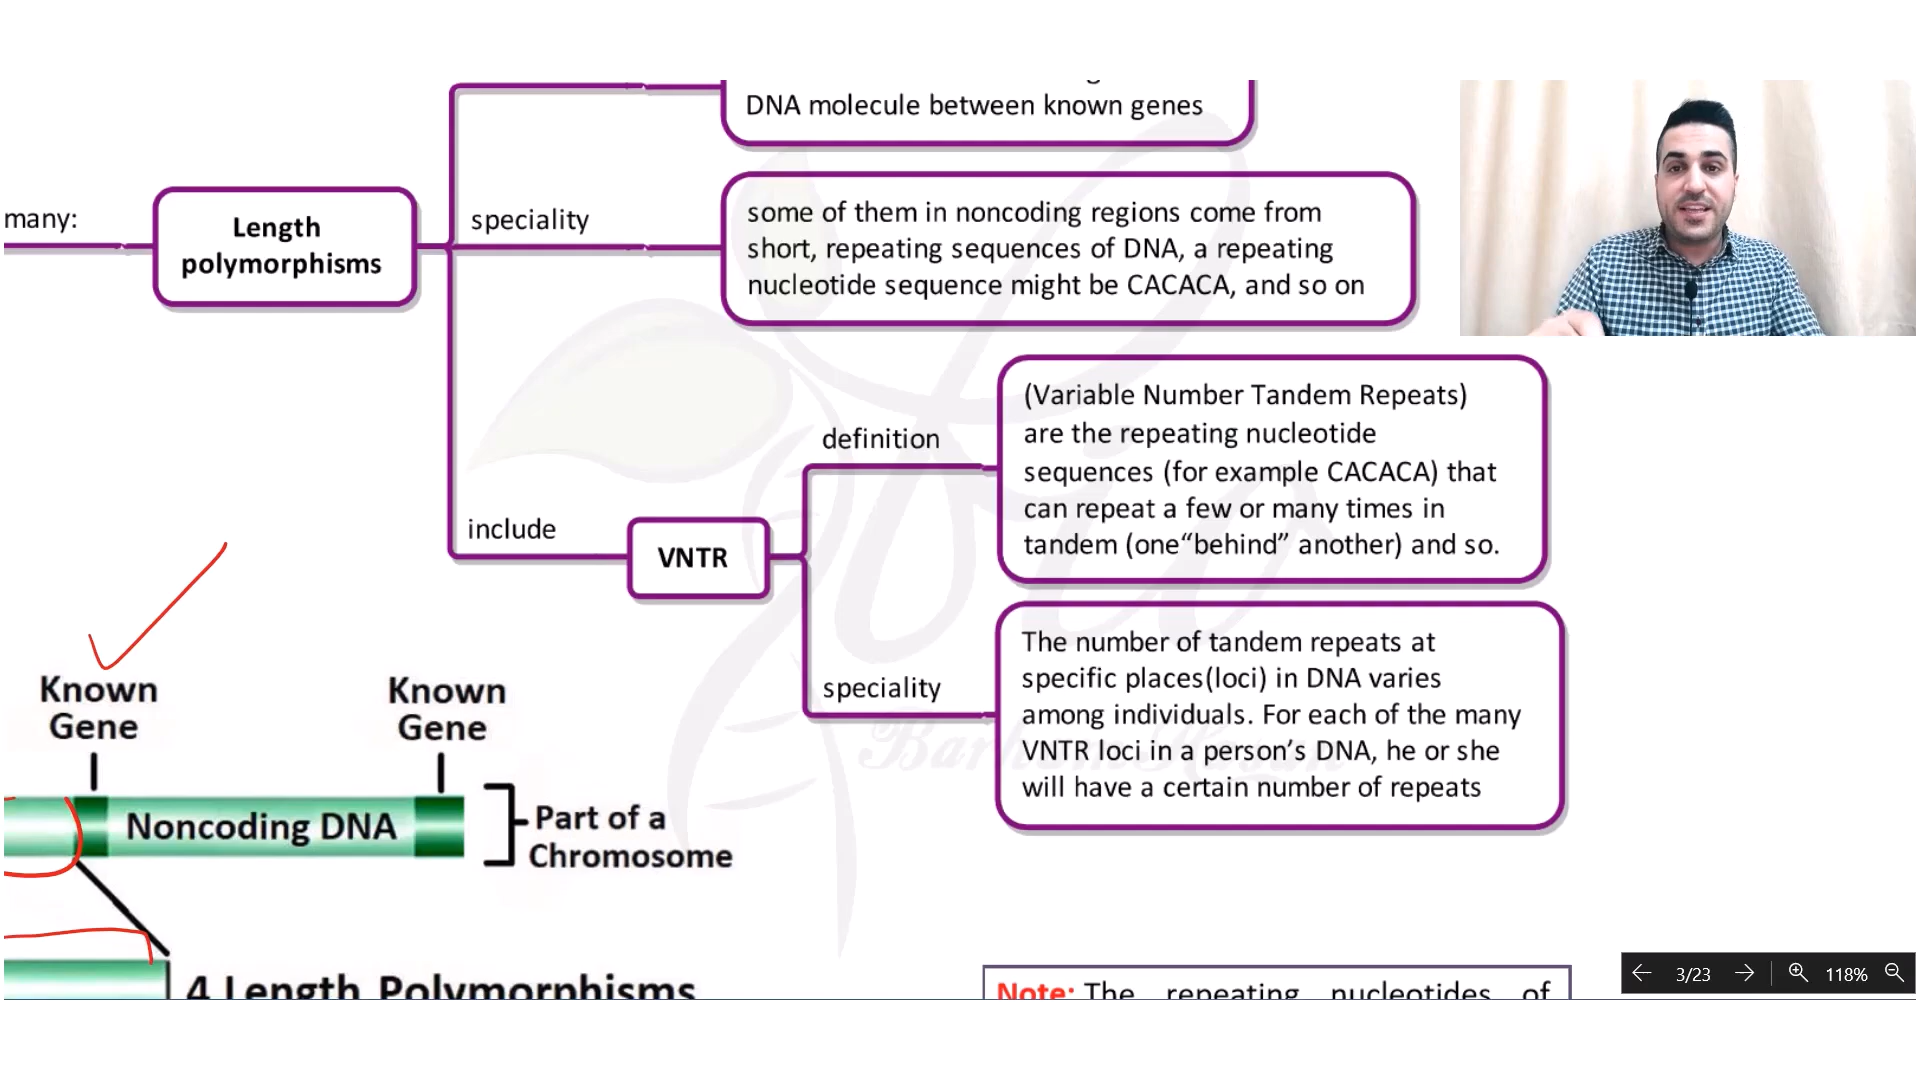 DNA molecule between known genes
many:
Length
polymorphisms
speciality
some of them in noncoding regions come from
short, repeating sequences of DNA, a repeating
nucleotide sequence might be CACACA, and so on
include
VNTR
definition
(Variable Number Tandem Repeats)
are the repeating nucleotide
sequences (for example CACACA) that
can repeat a few or many times in
tandem (one“behind” another) and so.
speciality
The number of tandem repeats at
specific places(loci) in DNA varies
among individuals. For each of the many
VNTR loci in a person’s DNA, he or she
will have a certain number of repeats
Known
Gene
Known
Gene
Noncoding DNA
Part of a
Chromosome
4 Length Polymorphisms
Note: The repeating nucleotides of
3/23
118%